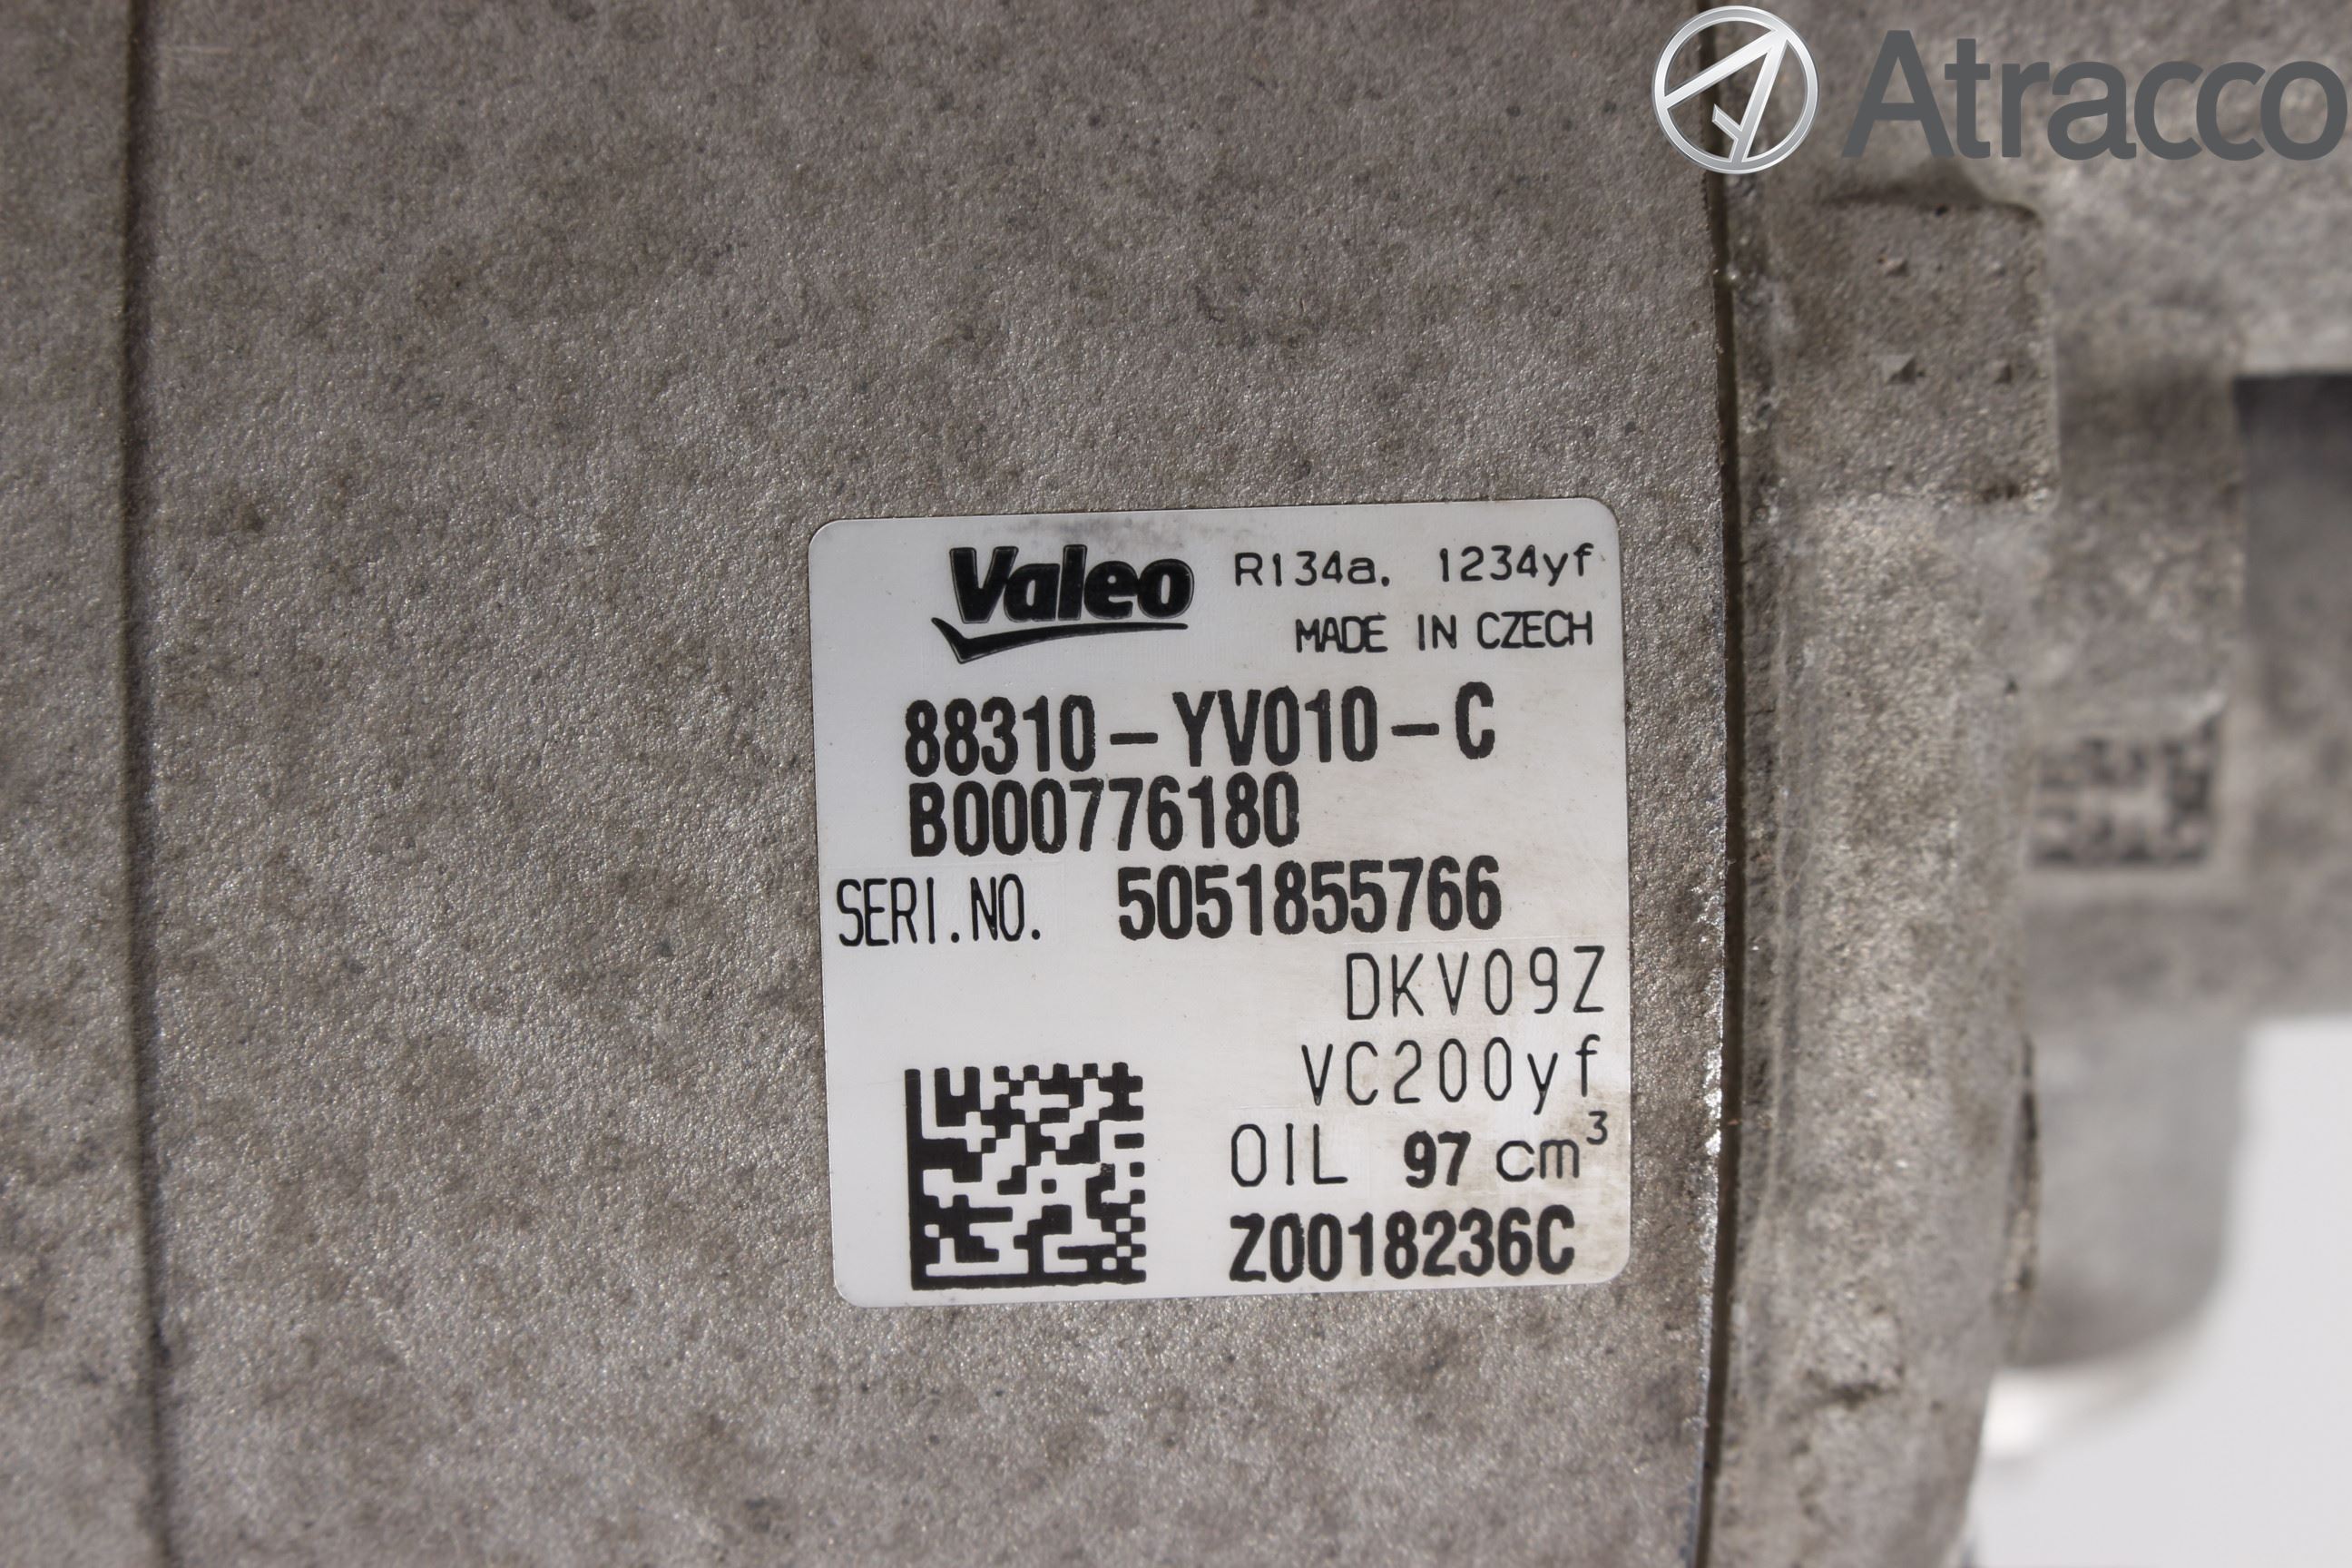 Atracco
Valeo R134a. 1234yf
MADE IN CZECH
88310-YV010-C
B000776180
SERI.NO. 5051855766
DKV09Z
VC200yf
OIL 97 cm³
Z0018236C